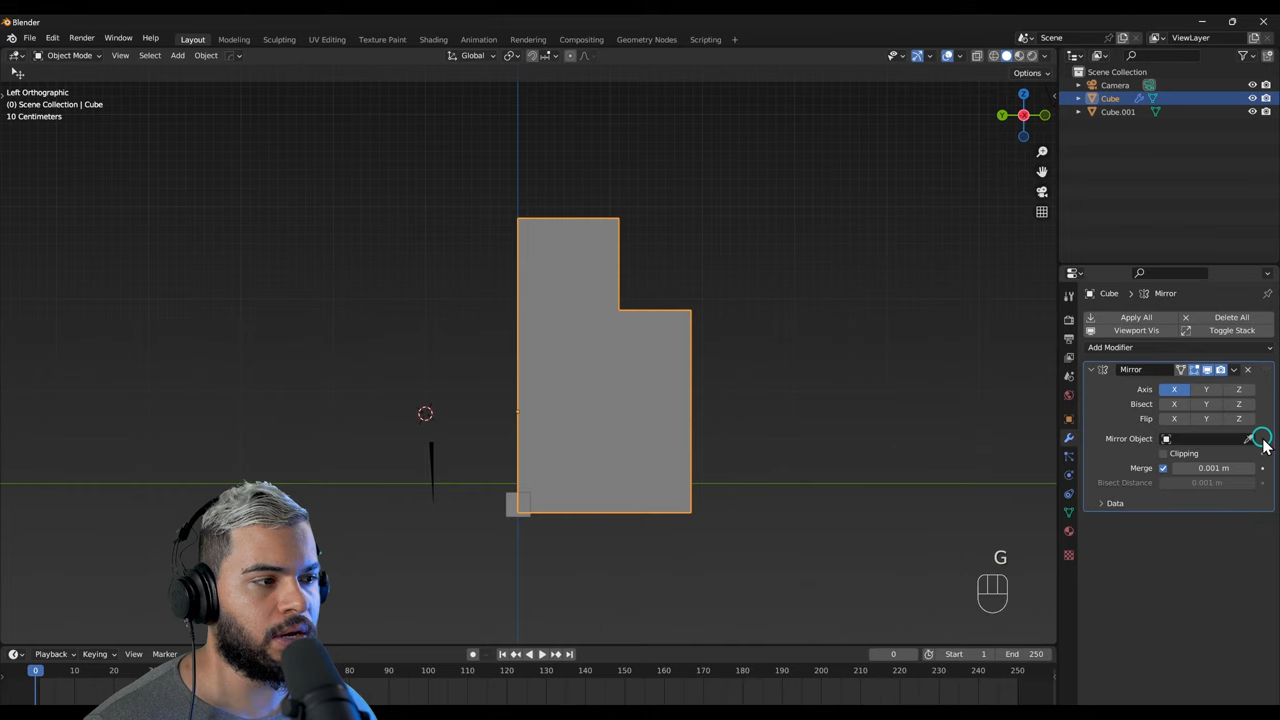 Blender
File Edit Render Window Help Layout Modeling Sculpting UV Editing Texture Paint Shading Animation Rendering Compositing Geometry Nodes Scripting + Scene ViewLayer
Object Mode View Select Add Object Global
Options
Left Orthographic
(0) Scene Collection | Cube
10 Centimeters
Z
Y
X
G
Scene Collection
Camera
Cube
Cube.001
Cube > Mirror
Apply All Delete All
Viewport Vis Toggle Stack
Add Modifier
Mirror
Axis X Y Z
Bisect X Y Z
Flip X Y Z
Mirror Object
Clipping
Merge 0.001 m
Bisect Distance 0.001 m
Data
Playback Keying View Marker 0 Start 1 End 250
0 10 20 100 110 120 130 140 150 160 170 180 190 200 210 220 230 240 250